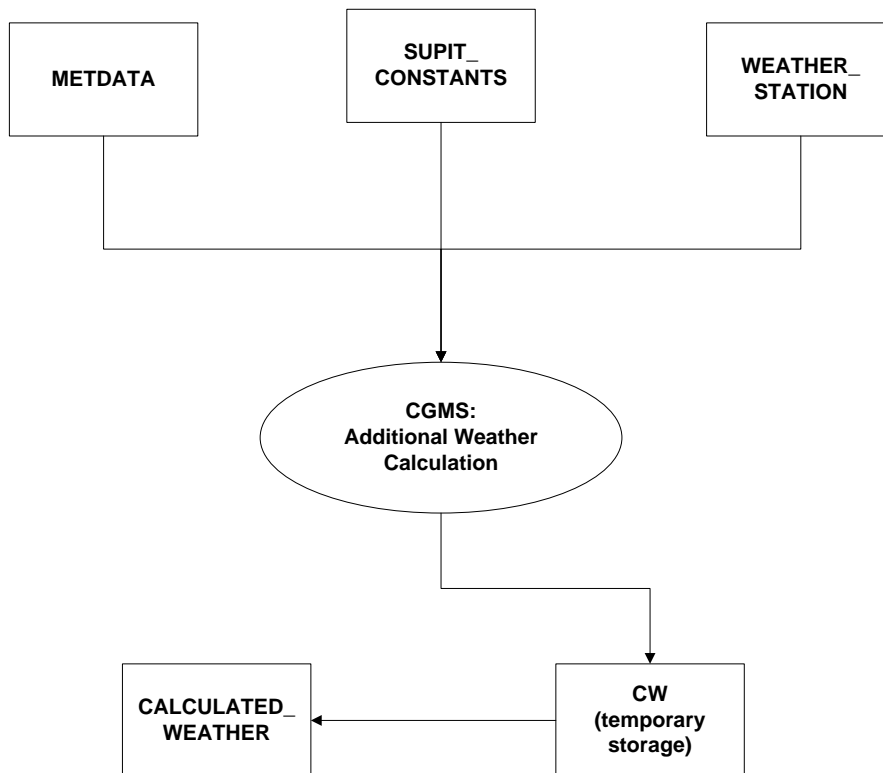 METDATA
SUPIT_
CONSTANTS
WEATHER_
STATION
CGMS:
Additional Weather
Calculation
CALCULATED_
WEATHER
CW
(temporary
storage)